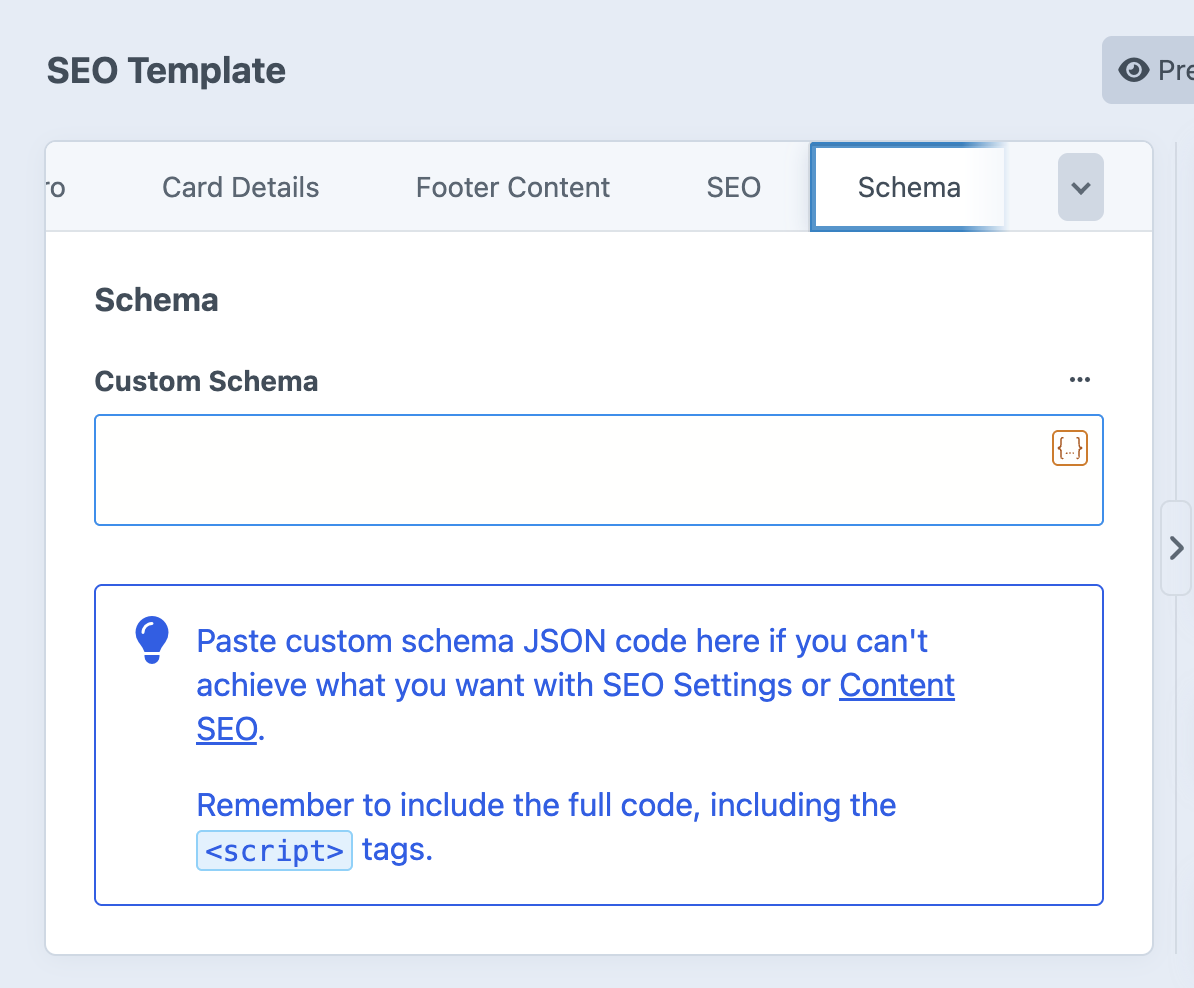 SEO Template
Card Details
Footer Content
SEO
Schema
Schema
Custom Schema
{...}
Paste custom schema JSON code here if you can't
achieve what you want with SEO Settings or Content
SEO.
Remember to include the full code, including the
<script> tags.